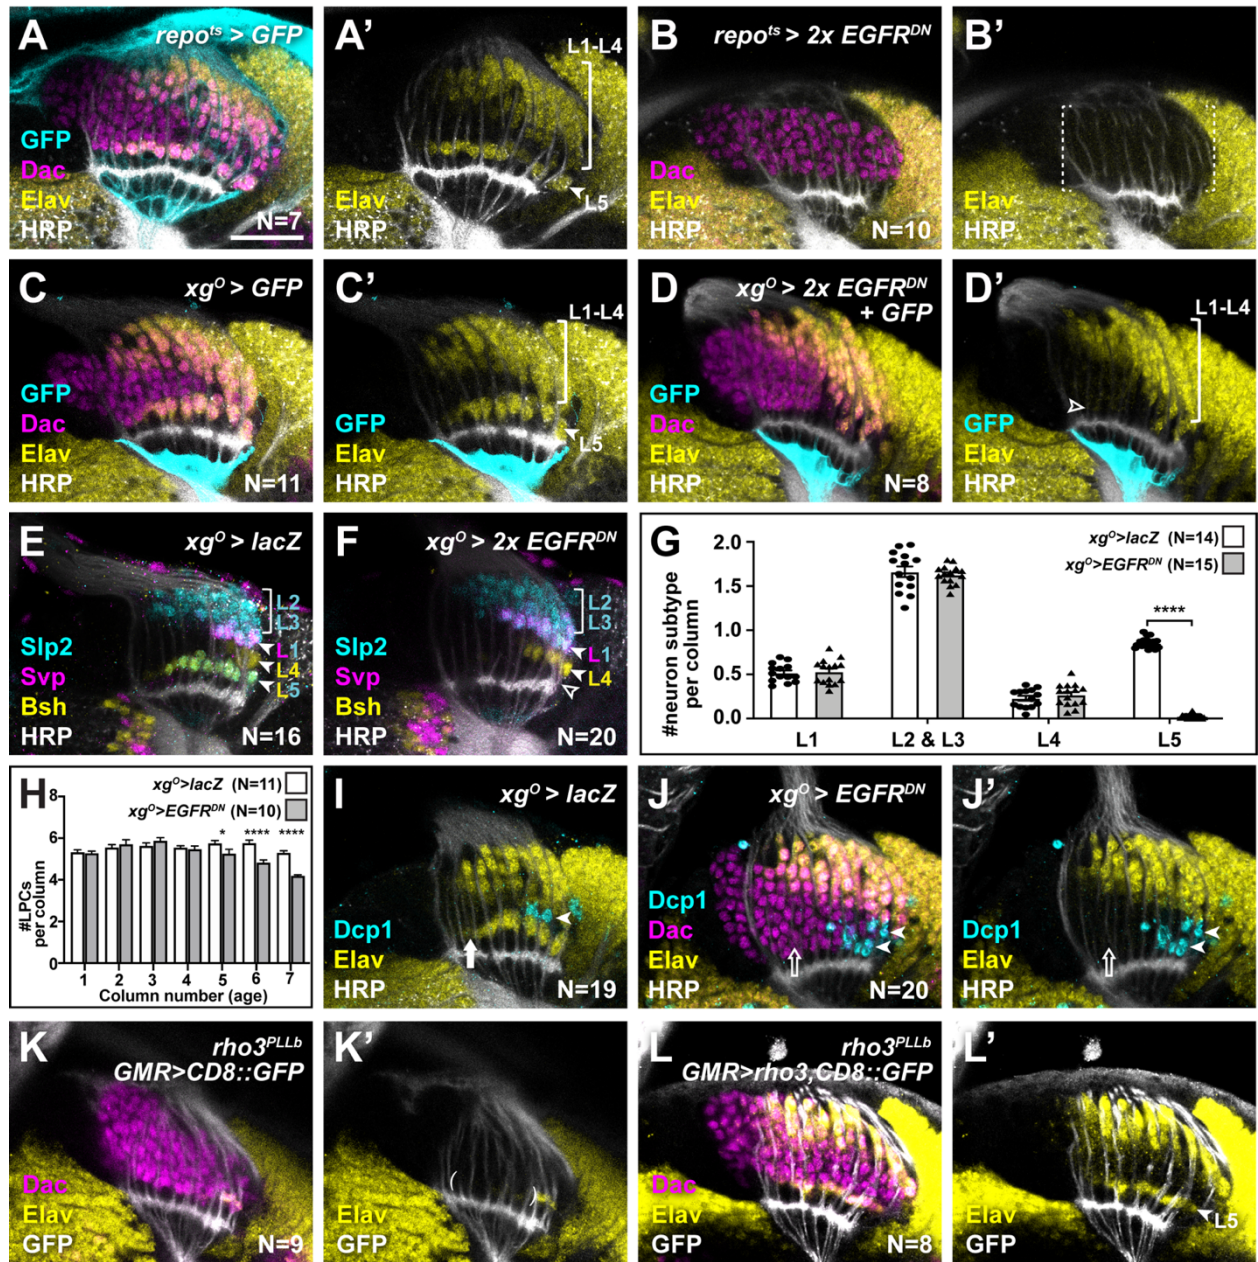 A
repo^ts > GFP
GFP
Dac
Elav
HRP
N=7
A'
L1-L4
L5
B
repo^ts > 2x EGFR^DN
Dac
Elav
HRP
N=10
B'
C
xg^O > GFP
GFP
Dac
Elav
HRP
N=11
C'
L1-L4
GFP
Elav
HRP
L5
D
xg^O > 2x EGFR^DN
+ GFP
GFP
Dac
Elav
HRP
N=8
D'
L1-L4
GFP
Elav
HRP
E
xg^O > lacZ
L2
L3
L1
L4
L5
Slp2
Svp
Bsh
HRP
N=16
F
xg^O > 2x EGFR^DN
L2
L3
L1
L4
Slp2
Svp
Bsh
HRP
N=20
G
xg^O>lacZ (N=14)
xg^O>EGFR^DN (N=15)
#neuron subtype
per column
2.0
1.5
1.0
0.5
0.0
****
L1
L2 & L3
L4
L5
H
xg^O>lacZ (N=11)
xg^O>EGFR^DN (N=10)
#LPCs
per column
8
6
4
2
0
* **** ****
1 2 3 4 5 6 7
Column number (age)
I
xg^O > lacZ
Dcp1
Elav
HRP
N=19
J
xg^O > EGFR^DN
Dcp1
Dac
Elav
HRP
N=20
J'
Dcp1
Elav
HRP
K
rho3^PLLb
GMR>CD8::GFP
Dac
Elav
GFP
N=9
K'
Elav
GFP
L
rho3^PLLb
GMR>rho3,CD8::GFP
Dac
Elav
GFP
N=8
L'
Elav
GFP
L5